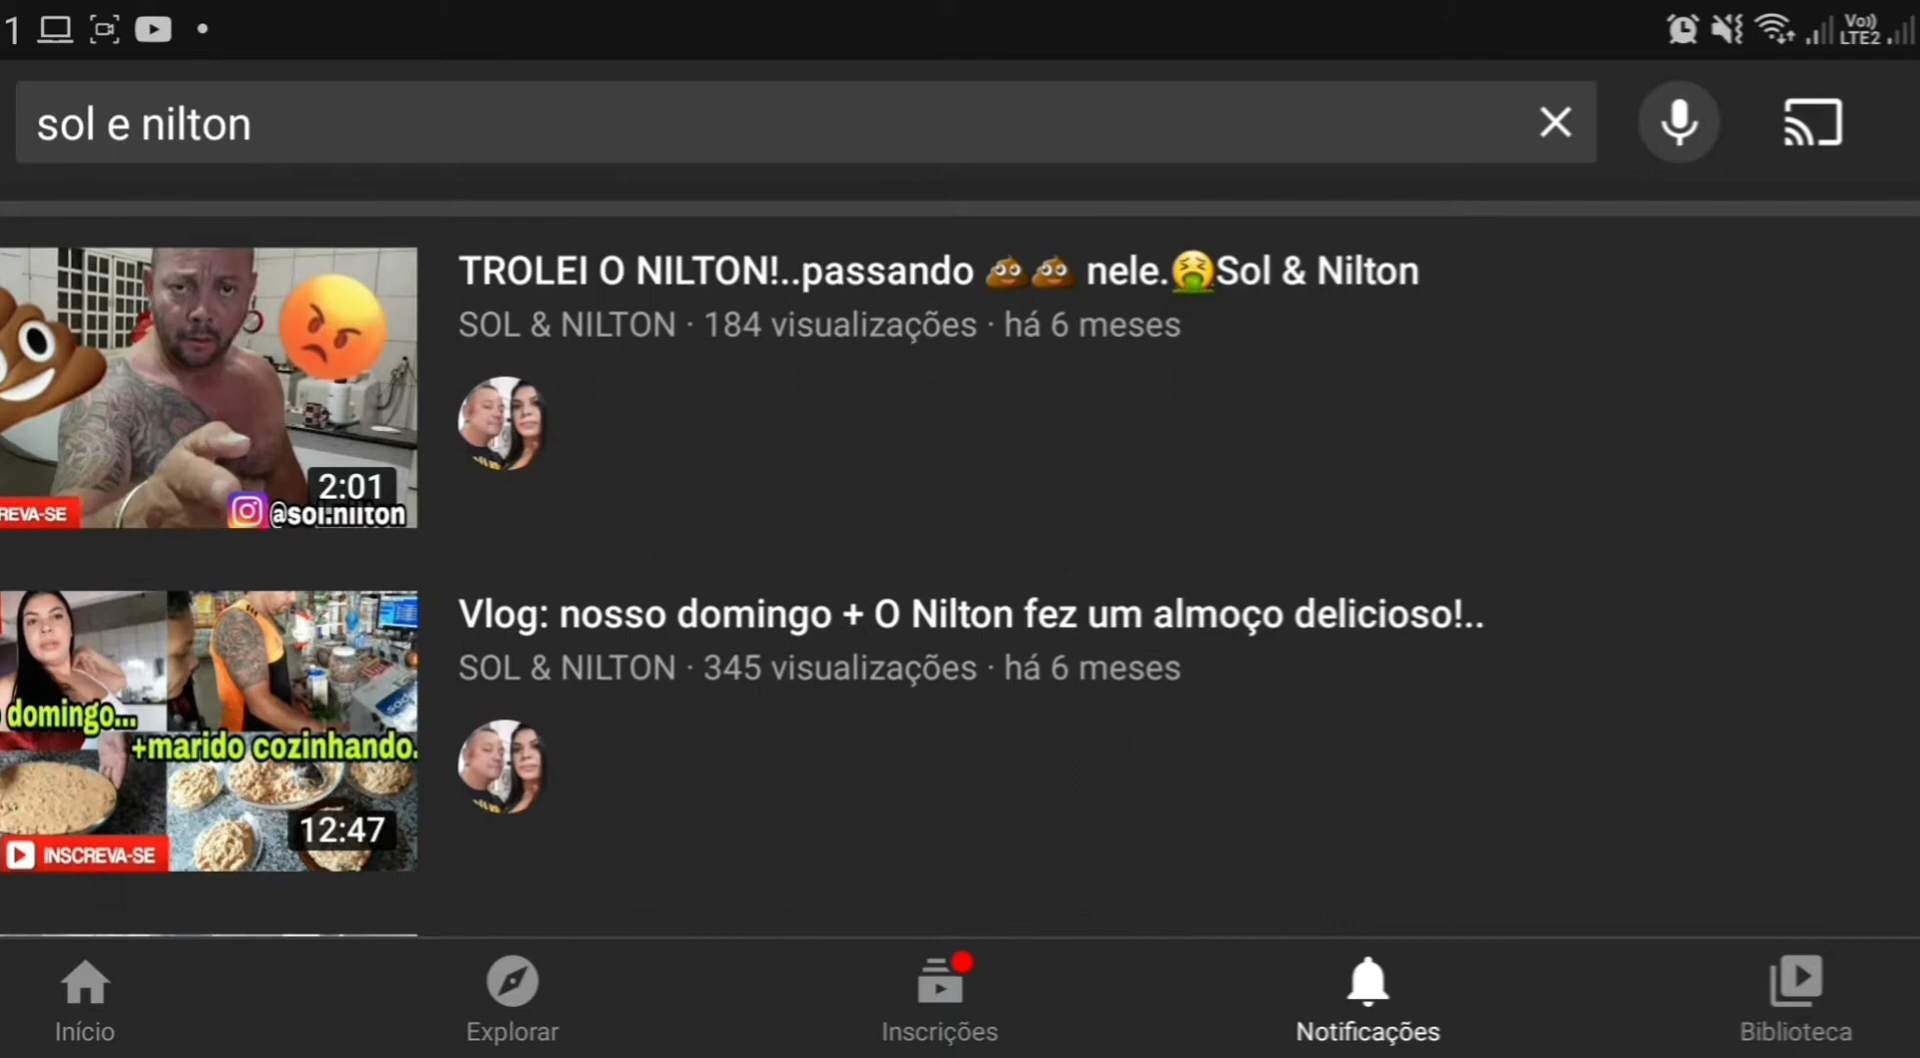 1
Vo))
LTE2
sol e nilton
TROLEI O NILTON!..passando 💩💩 nele.🤮Sol & Nilton
SOL & NILTON · 184 visualizações · há 6 meses
2:01
REVA-SE
@sol.nilton
Vlog: nosso domingo + O Nilton fez um almoço delicioso!..
SOL & NILTON · 345 visualizações · há 6 meses
domingo...
+marido cozinhando.
12:47
INSCREVA-SE
Início
Explorar
Inscrições
Notificações
Biblioteca